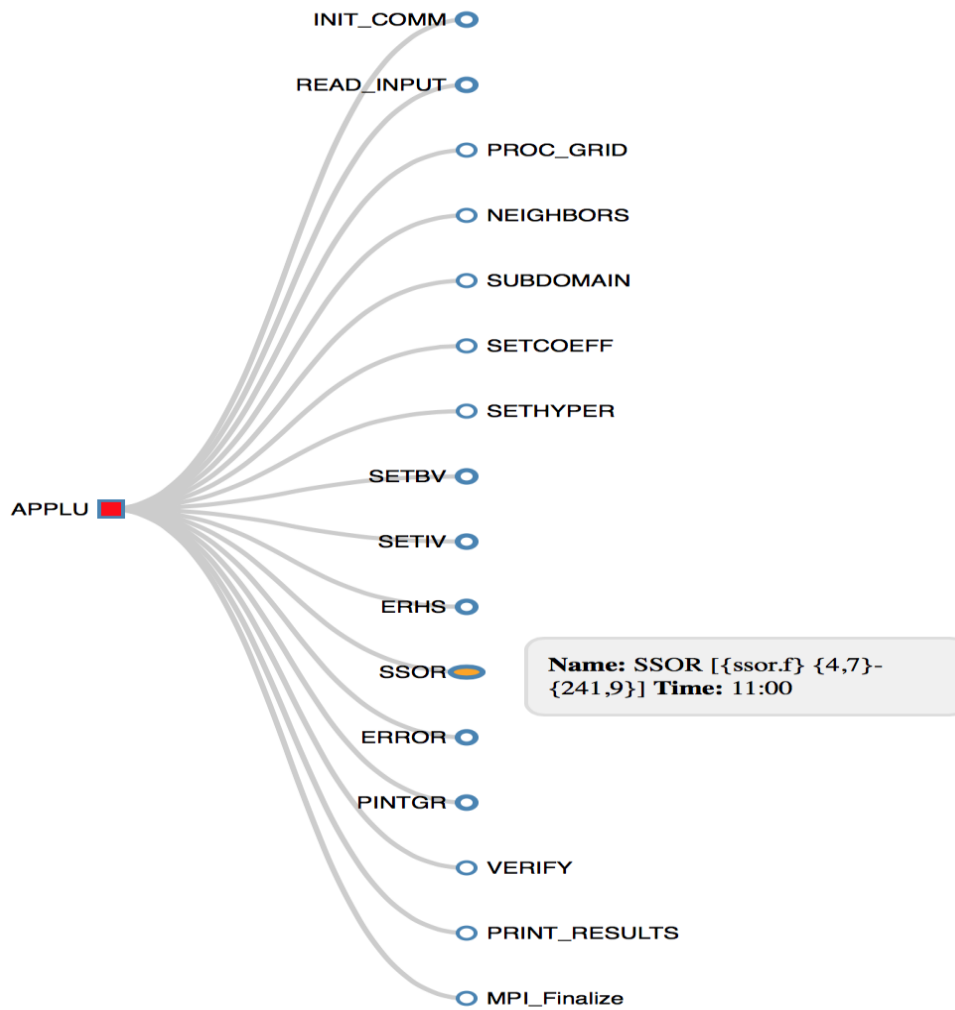 INIT_COMM
READ_INPUT
PROC_GRID
NEIGHBORS
SUBDOMAIN
SETCOEFF
SETHYPER
SETBV
APPLU
SETIV
ERHS
SSOR
Name: SSOR [{ssor.f} {4,7}-
{241,9}] Time: 11:00
ERROR
PINTGR
VERIFY
PRINT_RESULTS
MPI_Finalize